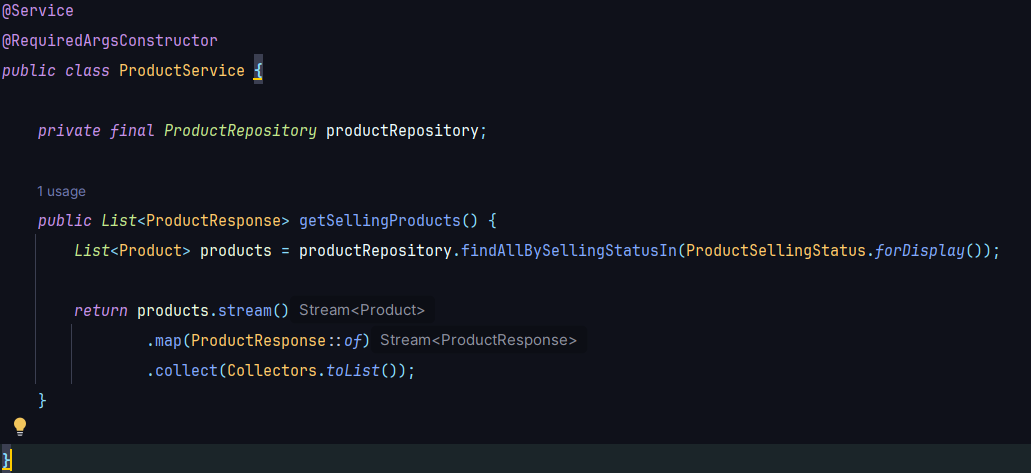 @Service
@RequiredArgsConstructor
public class ProductService {
private final ProductRepository productRepository;
1 usage
public List<ProductResponse> getSellingProducts() {
List<Product> products = productRepository.findAllBySellingStatusIn(ProductSellingStatus.forDisplay());
return products.stream() Stream<Product>
.map(ProductResponse::of) Stream<ProductResponse>
.collect(Collectors.toList());
}
}